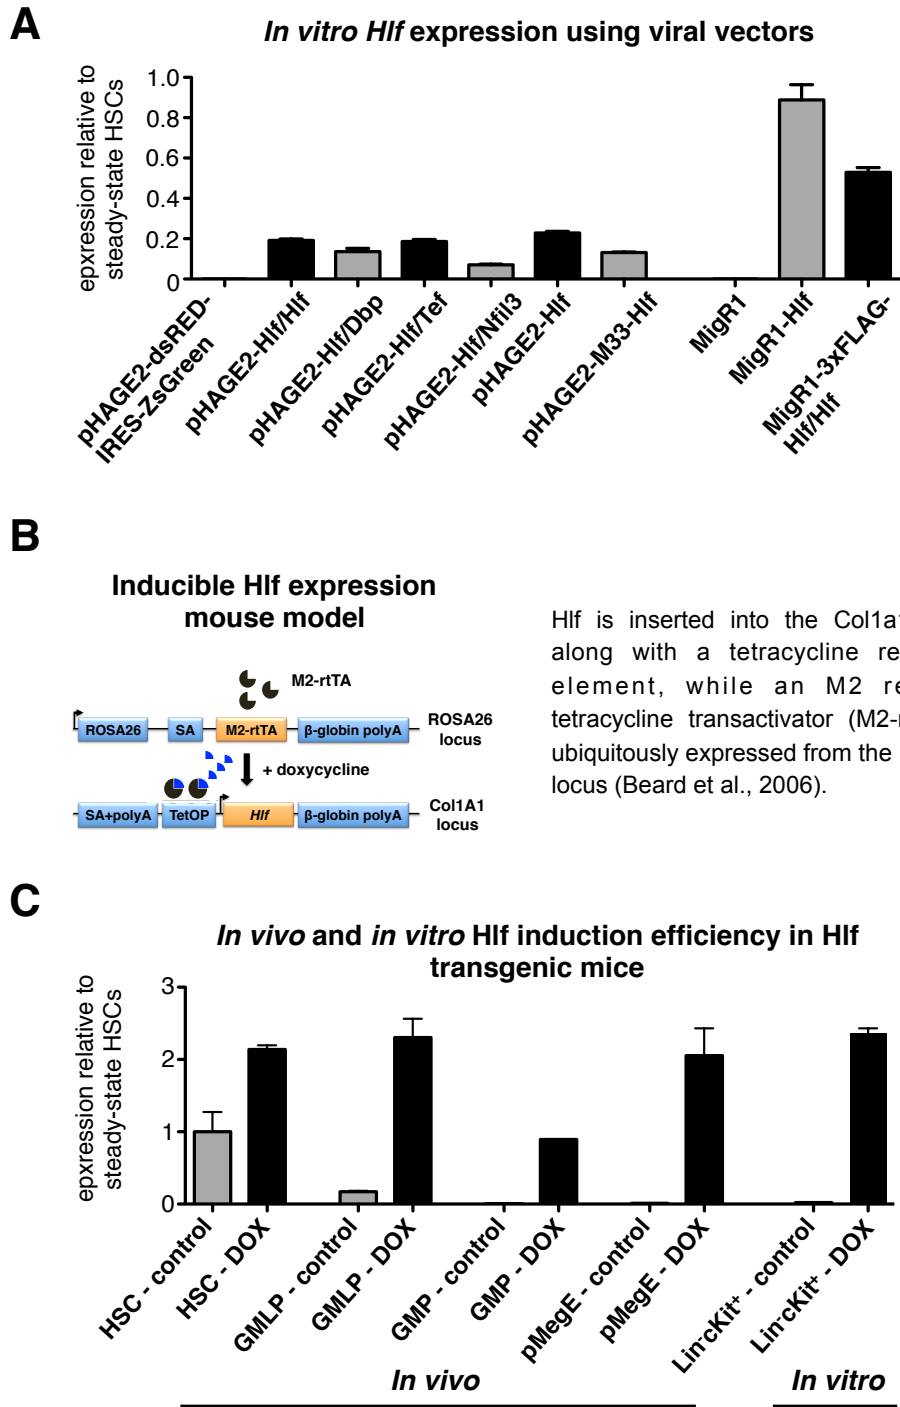 A
In vitro Hlf expression using viral vectors
epxression relative to
steady-state HSCs
1.0
0.8
0.6
0.4
0.2
0
pHAGE2-dsRED-
IRES-ZsGreen
pHAGE2-Hlf/Hlf
pHAGE2-Hlf/Dbp
pHAGE2-Hlf/Tef
pHAGE2-Hlf/Nfil3
pHAGE2-Hlf
pHAGE2-M33-Hlf
MigR1
MigR1-Hlf
MigR1-3xFLAG-
Hlf/Hlf
B
Inducible Hlf expression
mouse model
M2-rtTA
ROSA26
SA
M2-rtTA
β-globin polyA
ROSA26
locus
+ doxycycline
SA+polyA
TetOP
Hlf
β-globin polyA
Col1A1
locus
Hlf is inserted into the Col1a1
along with a tetracycline re
element, while an M2 re
tetracycline transactivator (M2-r
ubiquitously expressed from the
locus (Beard et al., 2006).
C
In vivo and in vitro Hlf induction efficiency in Hlf
transgenic mice
epxression relative to
steady-state HSCs
3
2
1
0
HSC - control
HSC - DOX
GMLP - control
GMLP - DOX
GMP - control
GMP - DOX
pMegE - control
pMegE - DOX
Lin-cKit+ - control
Lin-cKit+ - DOX
In vivo
In vitro